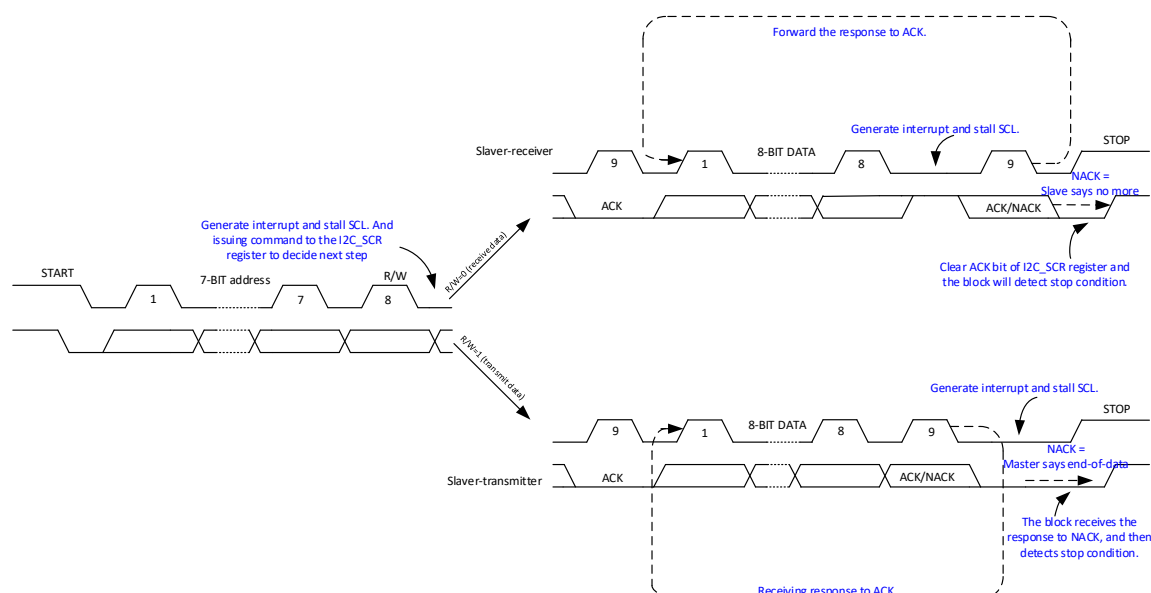 Forward the response to ACK.
Generate interrupt and stall SCL.
STOP
Slaver-receiver
9
1
8-BIT DATA
8
9
NACK =
Slave says no more
ACK
ACK/NACK
Clear ACK bit of I2C_SCR register and
the block will detect stop condition.
Generate interrupt and stall SCL. And
issuing command to the I2C_SCR
register to decide next step
R/W=0 (receive data)
START
7-BIT address
R/W
1
7
8
R/W=1 (transmit data)
Generate interrupt and stall SCL.
STOP
9
1
8-BIT DATA
8
9
NACK =
Master says end-of-data
Slaver-transmitter
ACK
ACK/NACK
The block receives the
response to NACK, and then
detects stop condition.
Receiving response to ACK